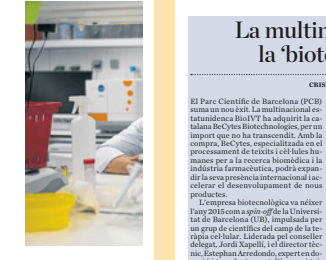 La multin
la ‘biote
CRIS
El Parc Científic de Barcelona (PCB)
suma un nou èxit. La multinacional es-
tatunidenca BioIVT ha adquirit la ca-
talana BeCytes Biotechnologies, per un
import que no ha transcendit. Amb la
compra, BeCytes, especialitzada en el
processament de teixits i cèl·lules hu-
manes per a la recerca biomèdica i la
indústria farmacèutica, podrà expan-
dir la seva presència internacional i ac-
celerar el desenvolupament de nous
productes.
L’empresa biotecnològica va néixer
l’any 2015 com a spin-off de la Universi-
tat de Barcelona (UB), impulsada per
un grup de científics del camp de la te-
ràpia cel·lular. Liderada pel conseller
delegat, Jordi Xapelli, i el director tèc-
nic, Estephan Arredondo, expert en do-